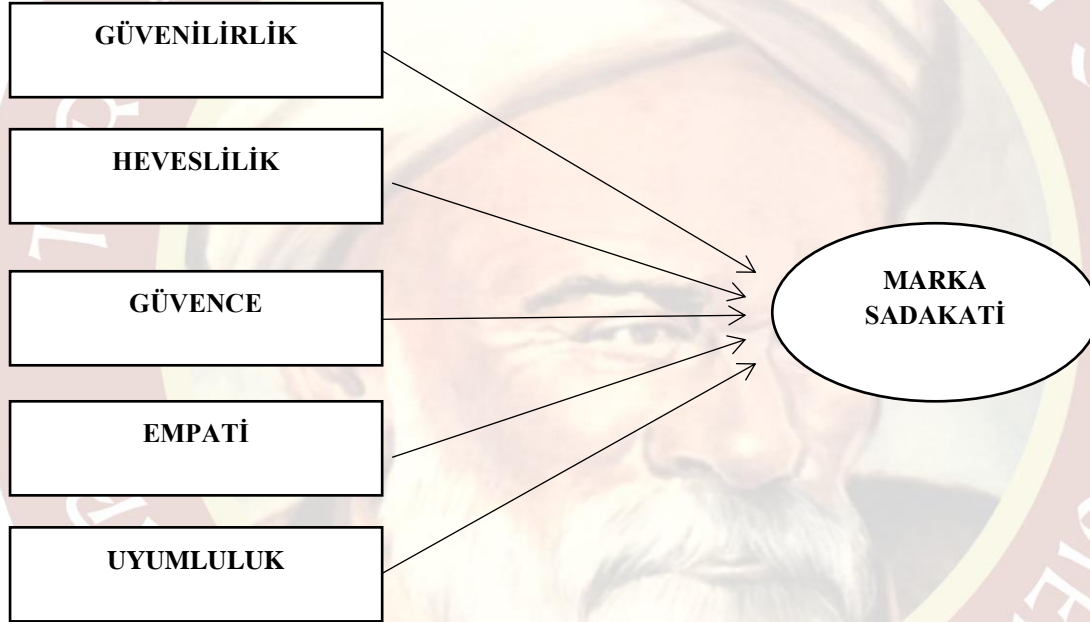 GÜVENİLİRLİK
HEVESLİLİK
GÜVENCE
EMPATİ
UYUMLULUK
MARKA
SADAKATİ